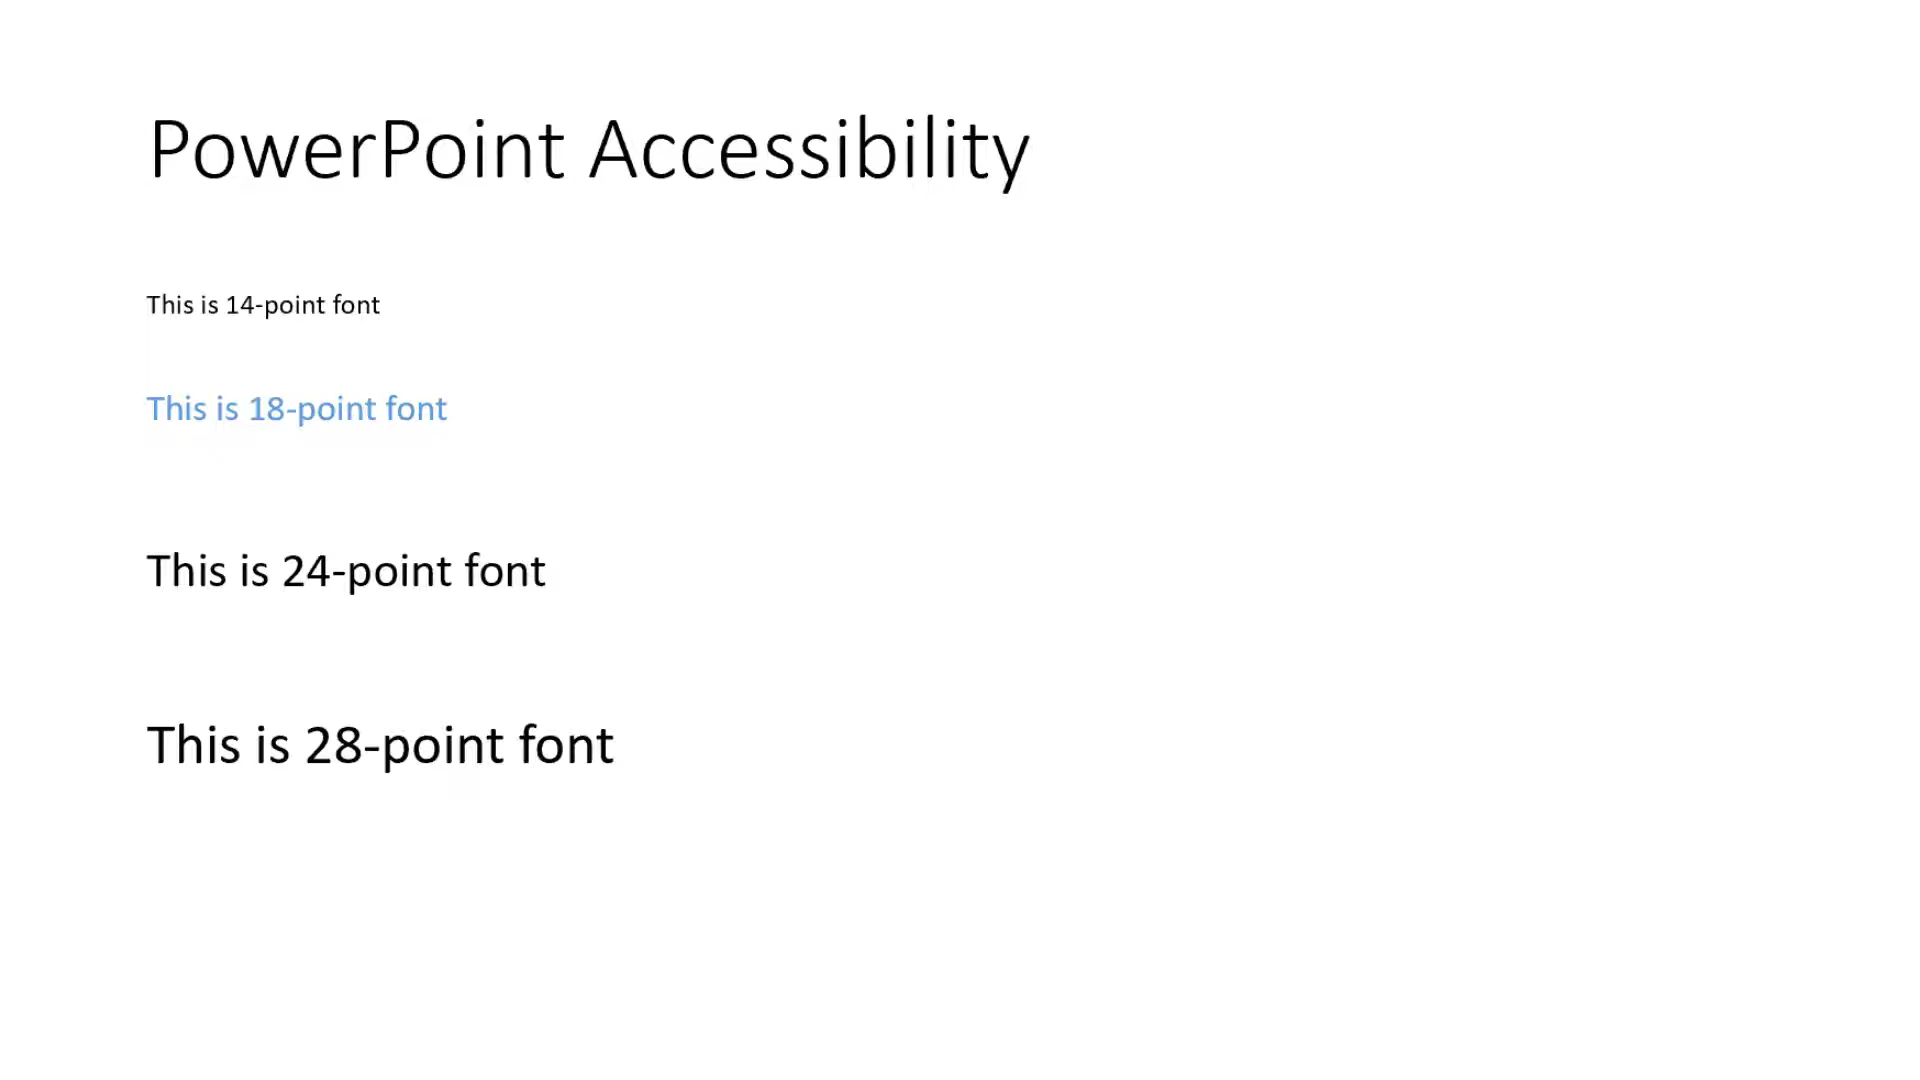 PowerPoint Accessibility
This is 14-point font
This is 18-point font
This is 24-point font
This is 28-point font